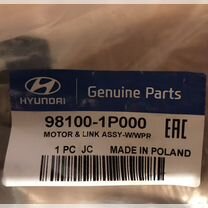 HYUNDAI
Genuine Parts
98100-1P000
MOTOR & LINK ASSY-W/WPR
EAC
1 PC JC MADE IN POLAND